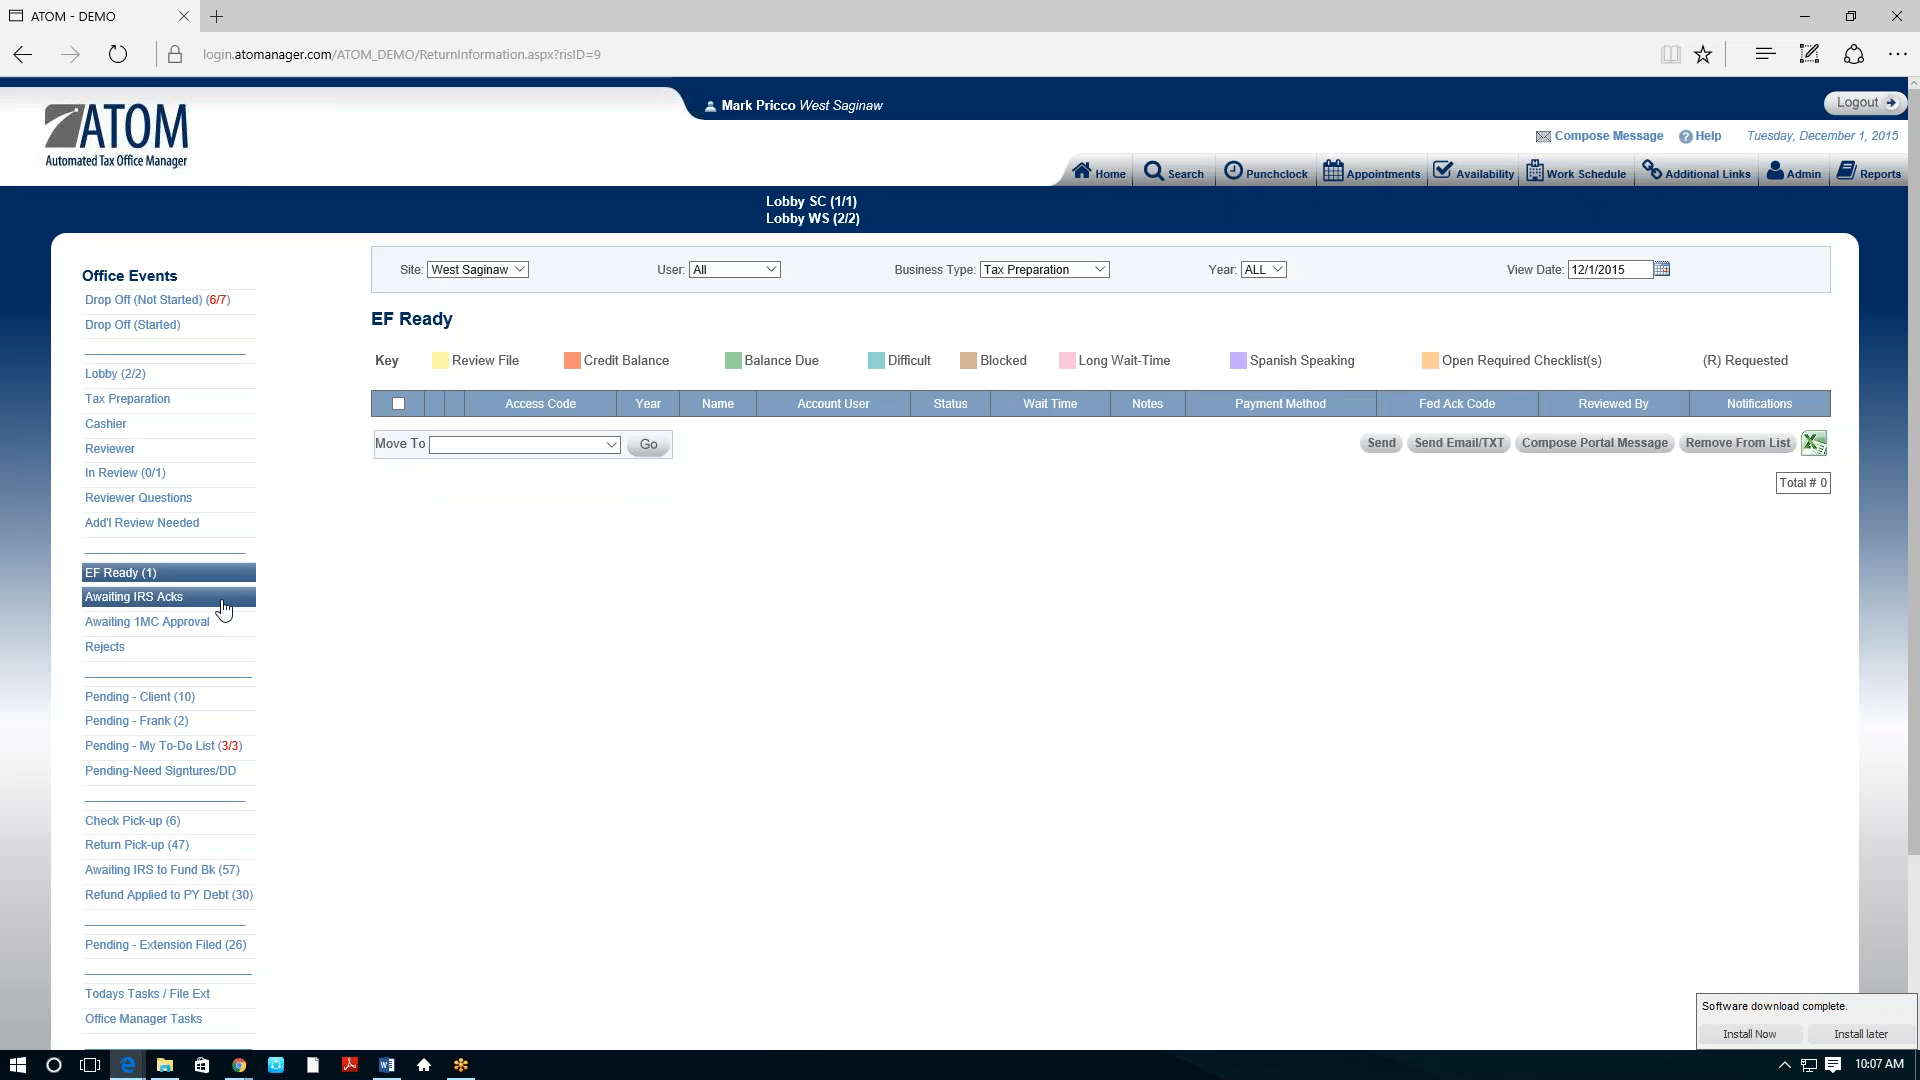 ATOM - DEMO
login.atomanager.com/ATOM_DEMO/ReturnInformation.aspx?risID=9
ATOM
Automated Tax Office Manager
Mark Pricco West Saginaw
Logout
Compose Message
Help
Tuesday, December 1, 2015
Home
Search
Punchclock
Appointments
Availability
Work Schedule
Additional Links
Admin
Reports
Lobby SC (1/1)
Lobby WS (2/2)
Office Events
Drop Off (Not Started) (6/7)
Drop Off (Started)
Lobby (2/2)
Tax Preparation
Cashier
Reviewer
In Review (0/1)
Reviewer Questions
Add'l Review Needed
EF Ready (1)
Awaiting IRS Acks
Awaiting 1MC Approval
Rejects
Pending - Client (10)
Pending - Frank (2)
Pending - My To-Do List (3/3)
Pending-Need Signtures/DD
Check Pick-up (6)
Return Pick-up (47)
Awaiting IRS to Fund Bk (57)
Refund Applied to PY Debt (30)
Pending - Extension Filed (26)
Todays Tasks / File Ext
Office Manager Tasks
Site: West Saginaw
User: All
Business Type: Tax Preparation
Year: ALL
View Date: 12/1/2015
EF Ready
Key
Review File
Credit Balance
Balance Due
Difficult
Blocked
Long Wait-Time
Spanish Speaking
Open Required Checklist(s)
(R) Requested
Access Code
Year
Name
Account User
Status
Wait Time
Notes
Payment Method
Fed Ack Code
Reviewed By
Notifications
Move To
Go
Send
Send Email/TXT
Compose Portal Message
Remove From List
Total # 0
Software download complete.
Install Now
Install later
10:07 AM